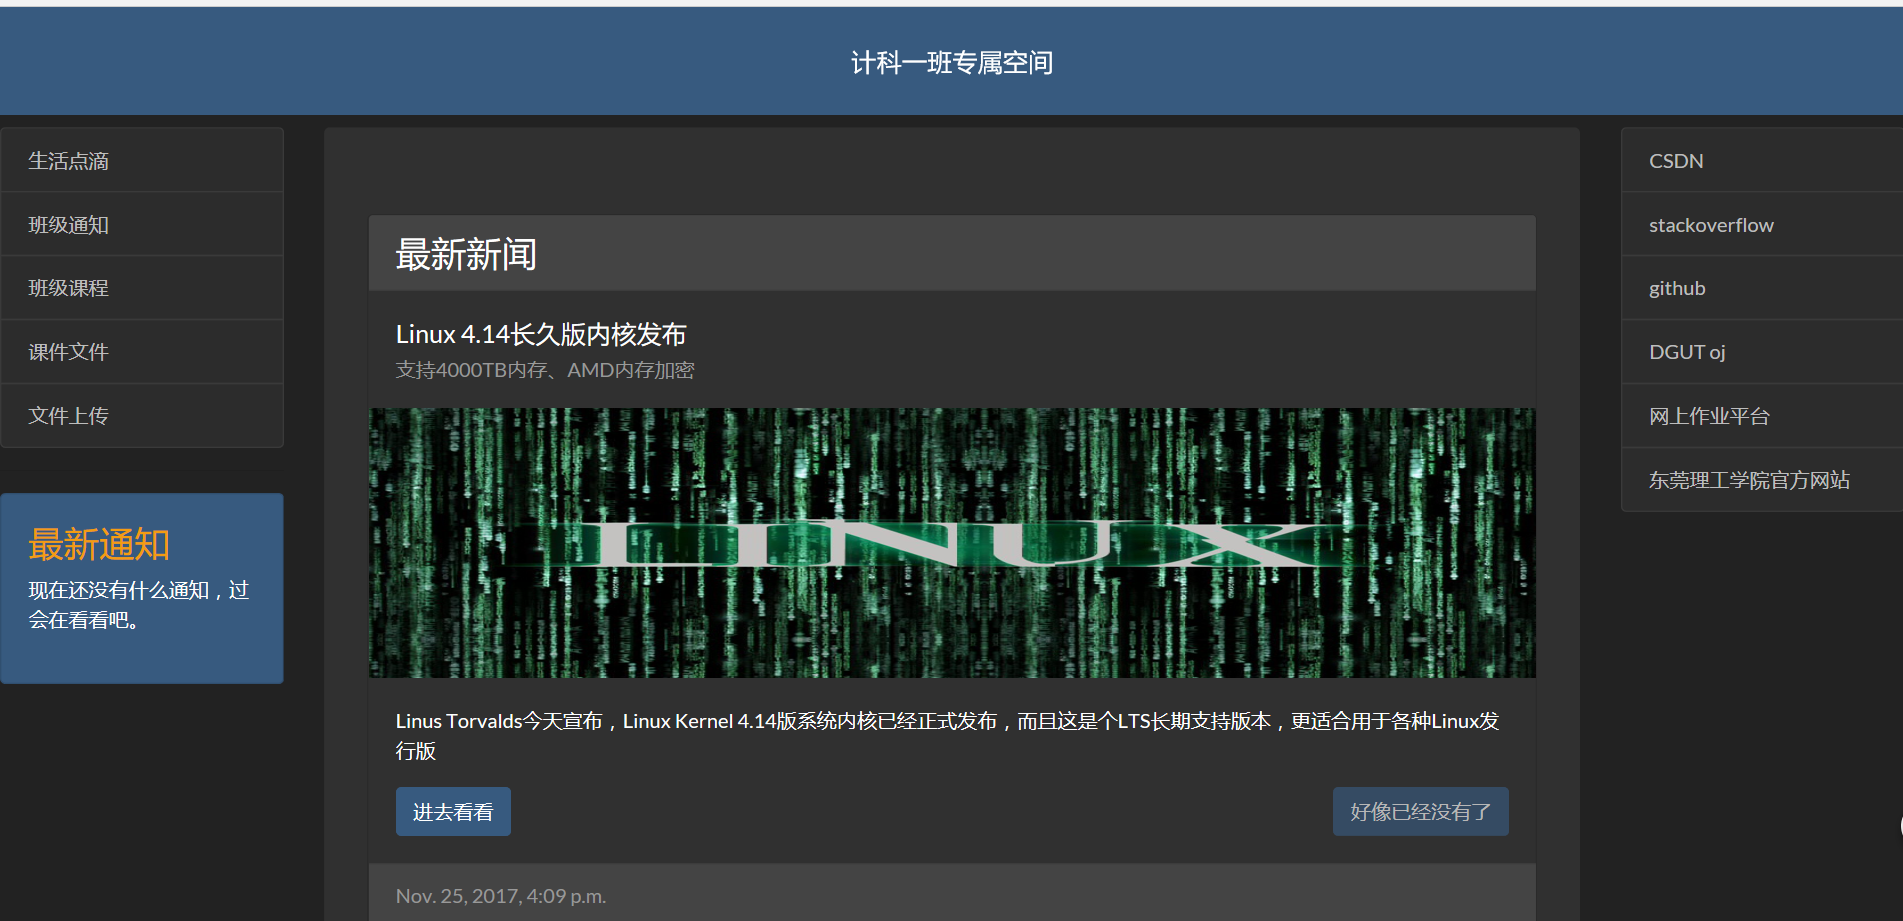 计科一班专属空间
生活点滴
班级通知
班级课程
课件文件
文件上传
最新通知
现在还没有什么通知，过
会在看看吧。
最新新闻
Linux 4.14长久版内核发布
支持4000TB内存、AMD内存加密
LINUX
Linus Torvalds今天宣布，Linux Kernel 4.14版系统内核已经正式发布，而且这是个LTS长期支持版本，更适合用于各种Linux发
行版
进去看看
好像已经没有了
Nov. 25, 2017, 4:09 p.m.
CSDN
stackoverflow
github
DGUT oj
网上作业平台
东莞理工学院官方网站